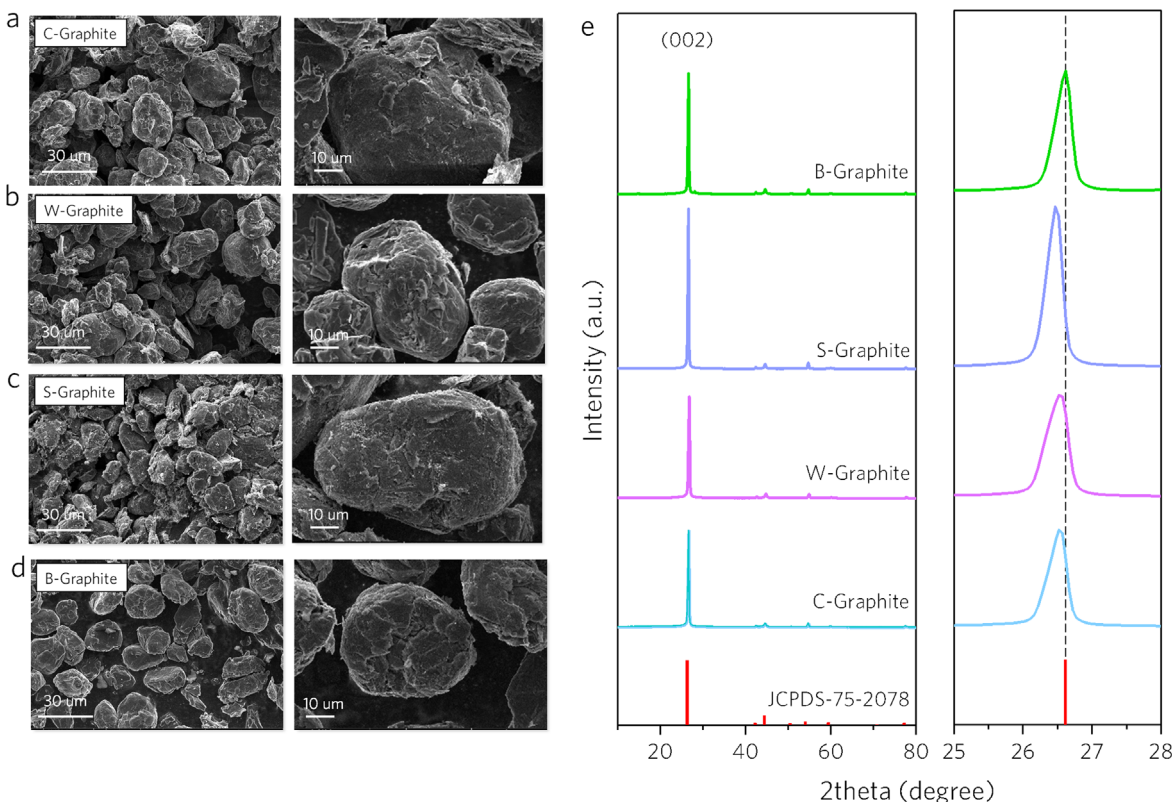 a
C-Graphite
30 um
10 um
b
W-Graphite
30 um
10 um
c
S-Graphite
30 um
10 um
d
B-Graphite
30 um
10 um
e
(002)
B-Graphite
S-Graphite
W-Graphite
C-Graphite
JCPDS-75-2078
Intensity (a.u.)
20 40 60 80
25 26 27 28
2theta (degree)